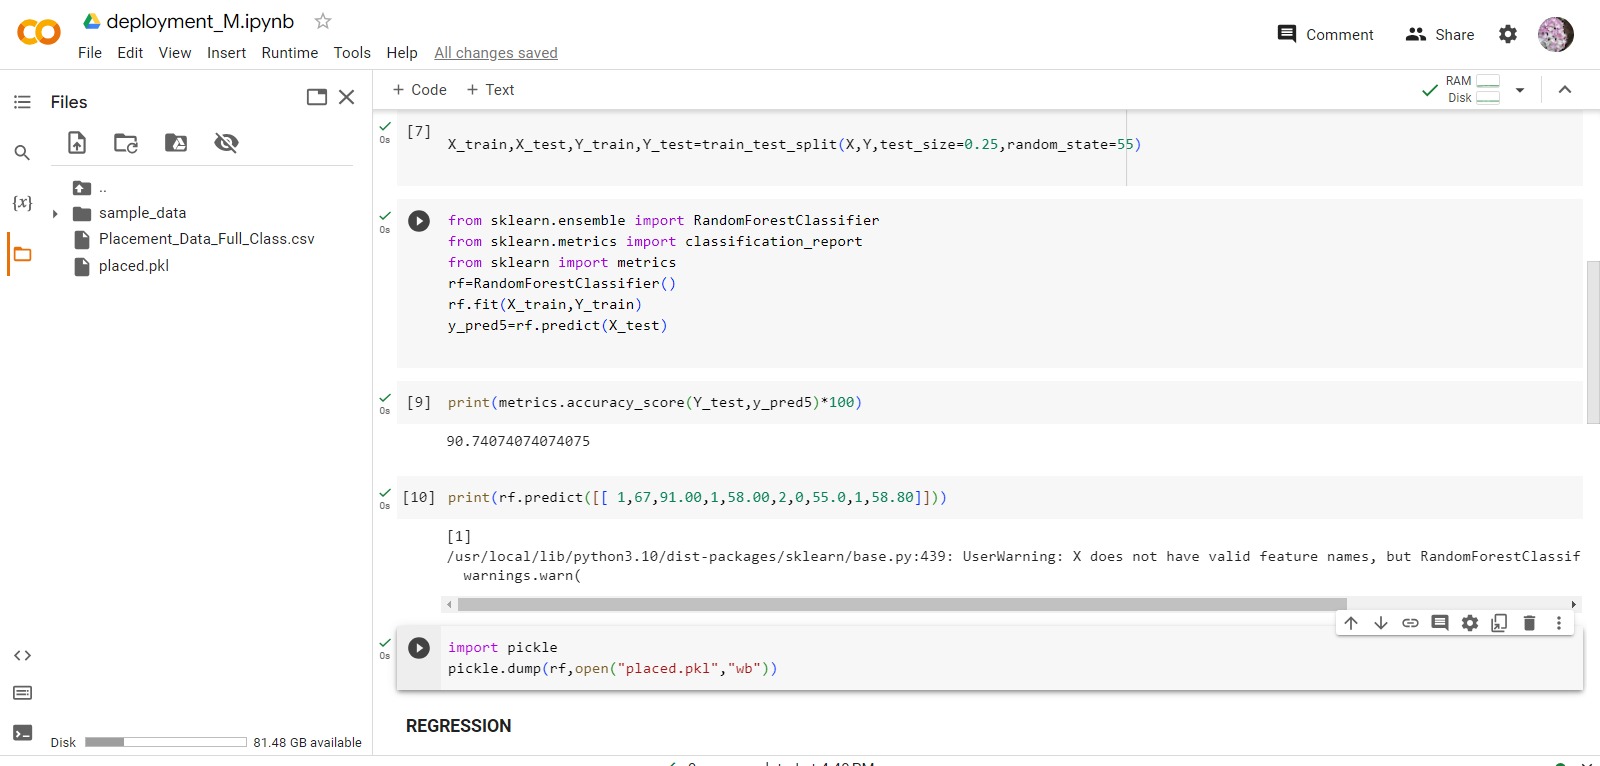 deployment_M.ipynb
File Edit View Insert Runtime Tools Help All changes saved
Comment
Share
Files
+ Code + Text
RAM
Disk
..
sample_data
Placement_Data_Full_Class.csv
placed.pkl
{x}
Disk
81.48 GB available
0s
[7]
X_train,X_test,Y_train,Y_test=train_test_split(X,Y,test_size=0.25,random_state=55)
0s
from sklearn.ensemble import RandomForestClassifier
from sklearn.metrics import classification_report
from sklearn import metrics
rf=RandomForestClassifier()
rf.fit(X_train,Y_train)
y_pred5=rf.predict(X_test)
0s
[9] print(metrics.accuracy_score(Y_test,y_pred5)*100)
90.74074074074075
0s
[10] print(rf.predict([[ 1,67,91.00,1,58.00,2,0,55.0,1,58.80]]))
[1]
/usr/local/lib/python3.10/dist-packages/sklearn/base.py:439: UserWarning: X does not have valid feature names, but RandomForestClassif
warnings.warn(
0s
import pickle
pickle.dump(rf,open("placed.pkl","wb"))
REGRESSION